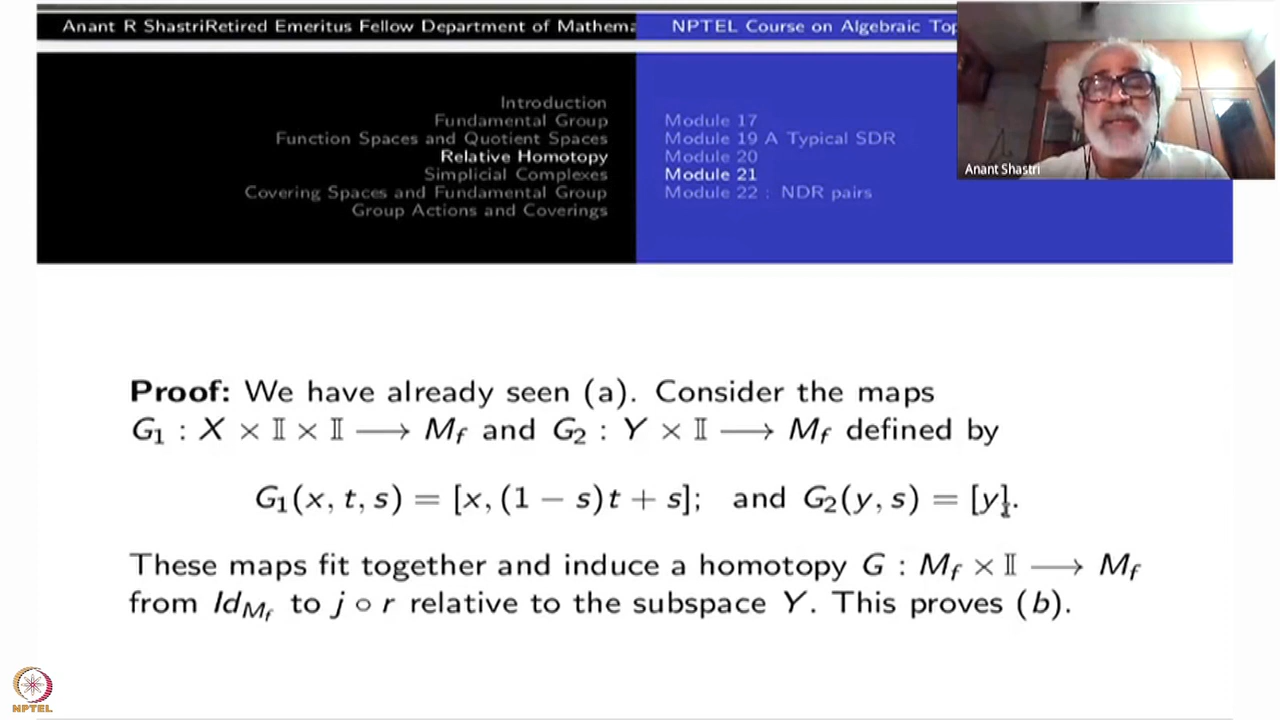 Anant R ShastriRetired Emeritus Fellow Department of Mathema
NPTEL Course on Algebraic Top
Introduction
Fundamental Group
Function Spaces and Quotient Spaces
Relative Homotopy
Simplicial Complexes
Covering Spaces and Fundamental Group
Group Actions and Coverings
Module 17
Module 19 A Typical SDR
Module 20
Module 21
Module 22 : NDR pairs
Anant Shastri
Proof: We have already seen (a). Consider the maps
G₁ : X × 𝕀 × 𝕀 ⟶ M_f and G₂ : Y × 𝕀 ⟶ M_f defined by
G₁(x, t, s) = [x, (1 − s)t + s]; and G₂(y, s) = [y].
These maps fit together and induce a homotopy G : M_f × 𝕀 ⟶ M_f
from Id_{M_f} to j ∘ r relative to the subspace Y. This proves (b).
NPTEL